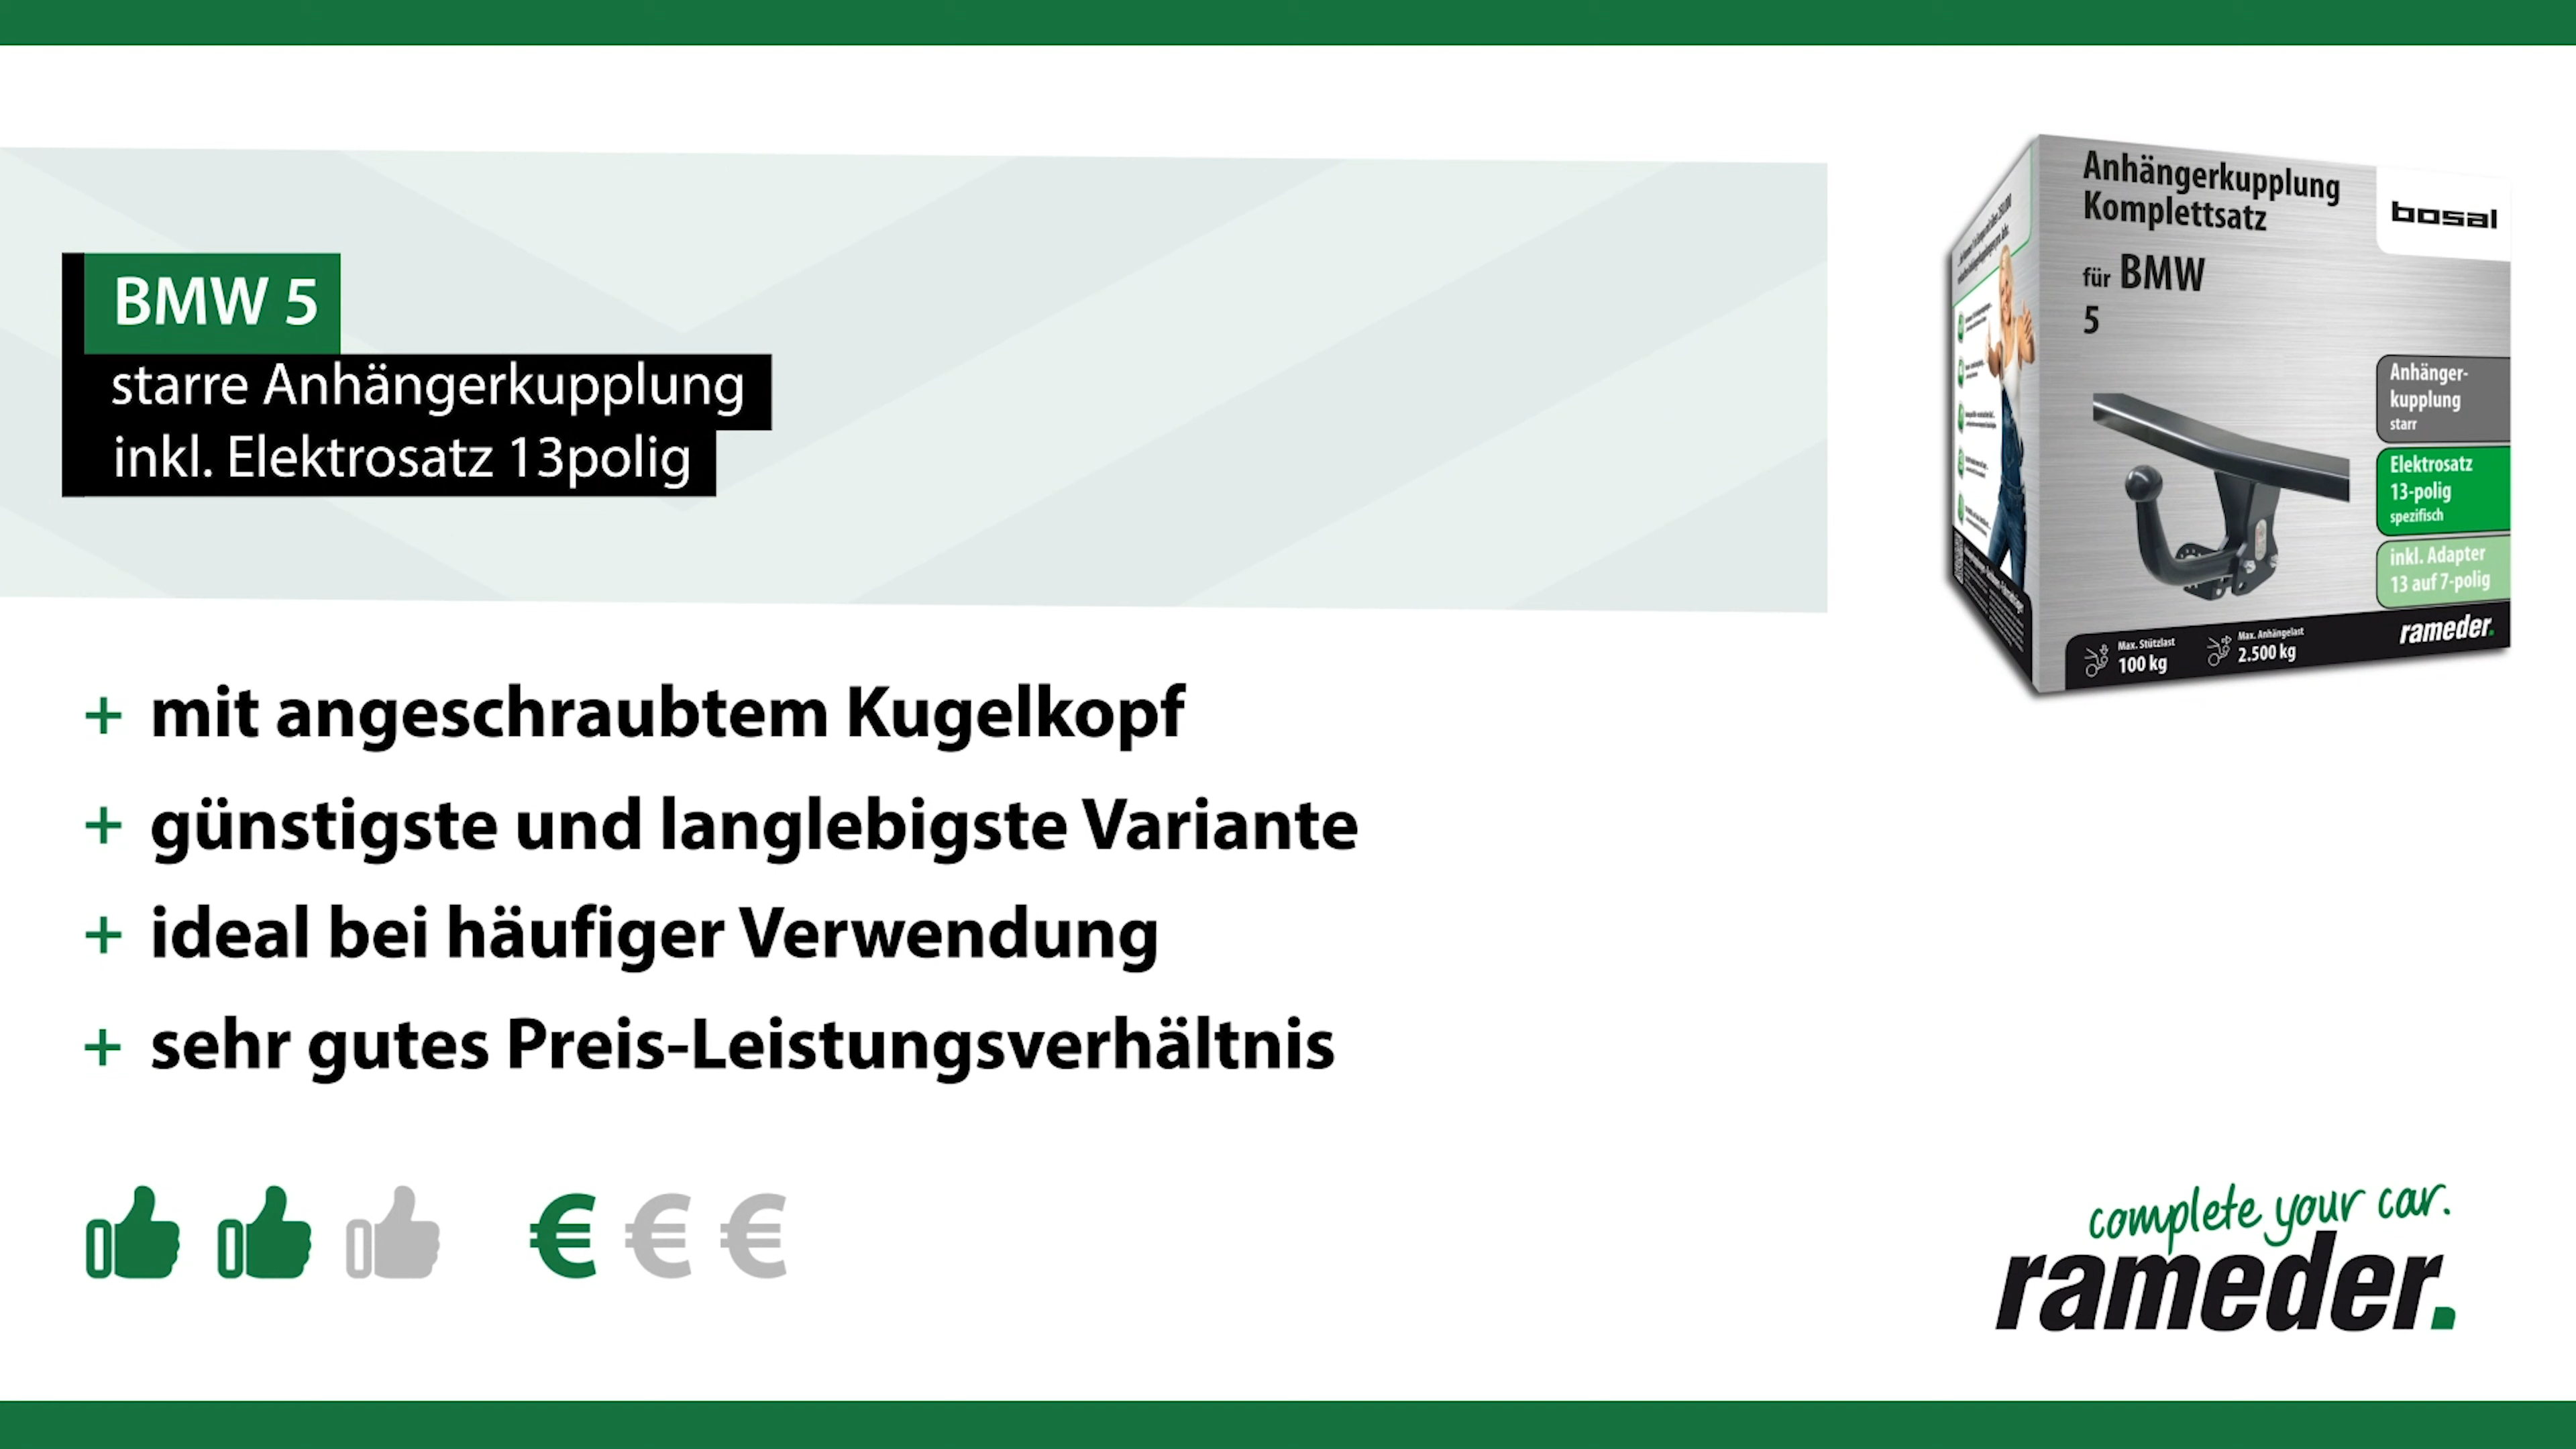 BMW 5
starre Anhängerkupplung
inkl. Elektrosatz 13polig
+ mit angeschraubtem Kugelkopf
+ günstigste und langlebigste Variante
+ ideal bei häufiger Verwendung
+ sehr gutes Preis-Leistungsverhältnis
€ € €
Anhängerkupplung
Komplettsatz
für BMW
5
bosal
Anhänger-
kupplung
starr
Elektrosatz
13-polig
spezifisch
inkl. Adapter
13 auf 7-polig
Max. Stützlast
100 kg
Max. Anhängelast
2.500 kg
rameder.
complete your car.
rameder.